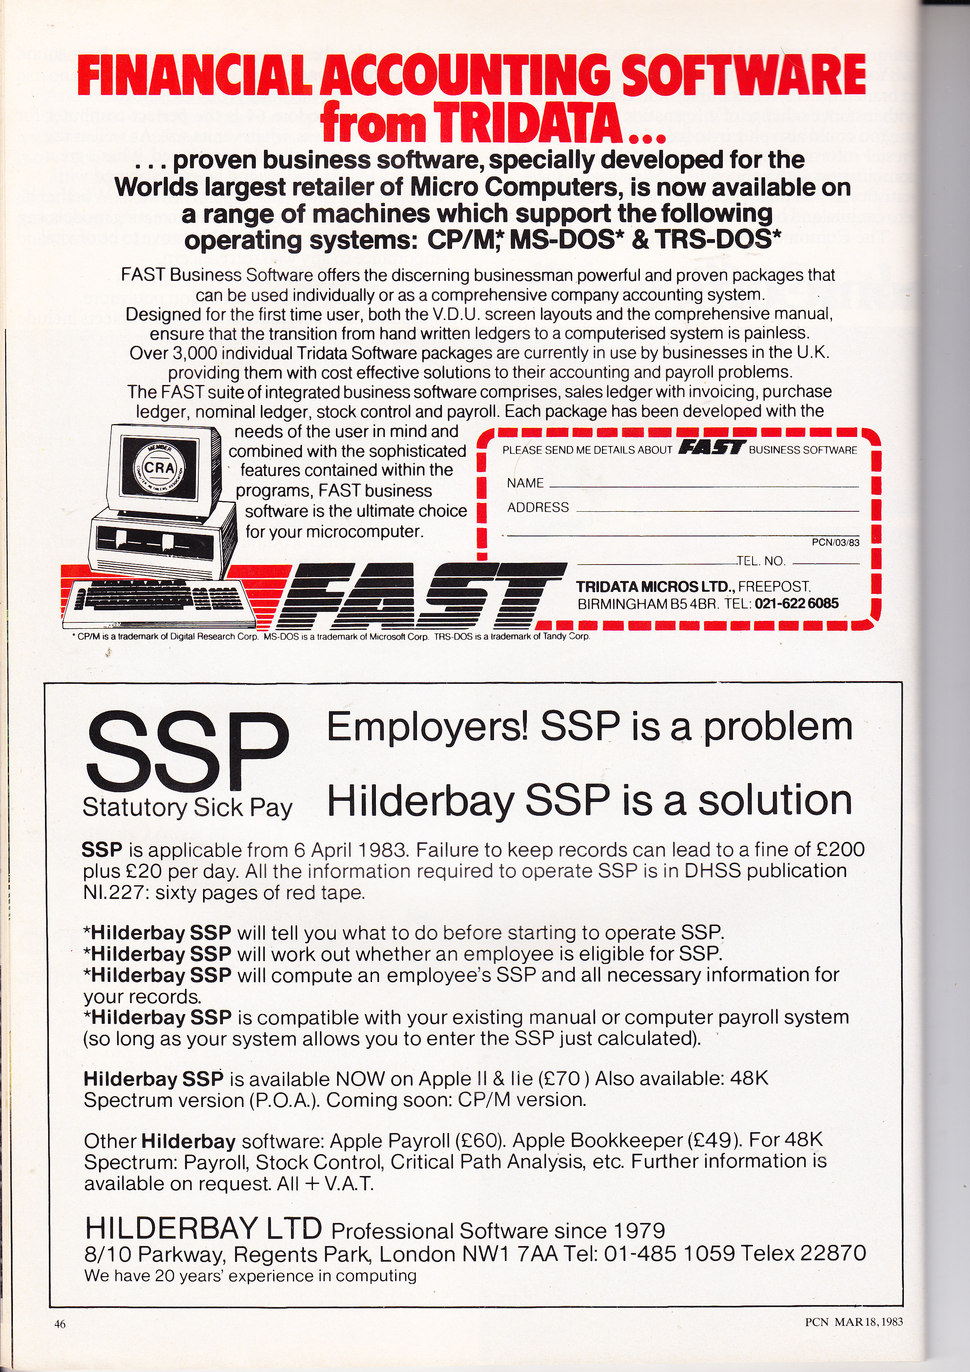 FINANCIAL ACCOUNTING SOFTWARE
from TRIDATA...
... proven business software, specially developed for the
Worlds largest retailer of Micro Computers, is now available on
a range of machines which support the following
operating systems: CP/M,* MS-DOS* & TRS-DOS*
FAST Business Software offers the discerning businessman powerful and proven packages that
can be used individually or as a comprehensive company accounting system.
Designed for the first time user, both the V.D.U. screen layouts and the comprehensive manual,
ensure that the transition from hand written ledgers to a computerised system is painless.
Over 3,000 individual Tridata Software packages are currently in use by businesses in the U.K.
providing them with cost effective solutions to their accounting and payroll problems.
The FAST suite of integrated business software comprises, sales ledger with invoicing, purchase
ledger, nominal ledger, stock control and payroll. Each package has been developed with the
needs of the user in mind and
combined with the sophisticated
features contained within the
programs, FAST business
software is the ultimate choice
for your microcomputer.
MEMBER
CRA
PLEASE SEND ME DETAILS ABOUT FAST BUSINESS SOFTWARE
NAME
ADDRESS
PCN/03/83
TEL. NO.
TRIDATA MICROS LTD., FREEPOST,
BIRMINGHAM B5 4BR. TEL: 021-622 6085
FAST
* CP/M is a trademark of Digital Research Corp. MS-DOS is a trademark of Microsoft Corp. TRS-DOS is a trademark of Tandy Corp.
SSP
Statutory Sick Pay
Employers! SSP is a problem
Hilderbay SSP is a solution
SSP is applicable from 6 April 1983. Failure to keep records can lead to a fine of £200
plus £20 per day. All the information required to operate SSP is in DHSS publication
NI.227: sixty pages of red tape.
*Hilderbay SSP will tell you what to do before starting to operate SSP.
*Hilderbay SSP will work out whether an employee is eligible for SSP.
*Hilderbay SSP will compute an employee's SSP and all necessary information for
your records.
*Hilderbay SSP is compatible with your existing manual or computer payroll system
(so long as your system allows you to enter the SSP just calculated).
Hilderbay SSP is available NOW on Apple II & IIe (£70) Also available: 48K
Spectrum version (P.O.A.). Coming soon: CP/M version.
Other Hilderbay software: Apple Payroll (£60). Apple Bookkeeper (£49). For 48K
Spectrum: Payroll, Stock Control, Critical Path Analysis, etc. Further information is
available on request. All + V.A.T.
HILDERBAY LTD Professional Software since 1979
8/10 Parkway, Regents Park, London NW1 7AA Tel: 01-485 1059 Telex 22870
We have 20 years' experience in computing
46
PCN MAR 18, 1983